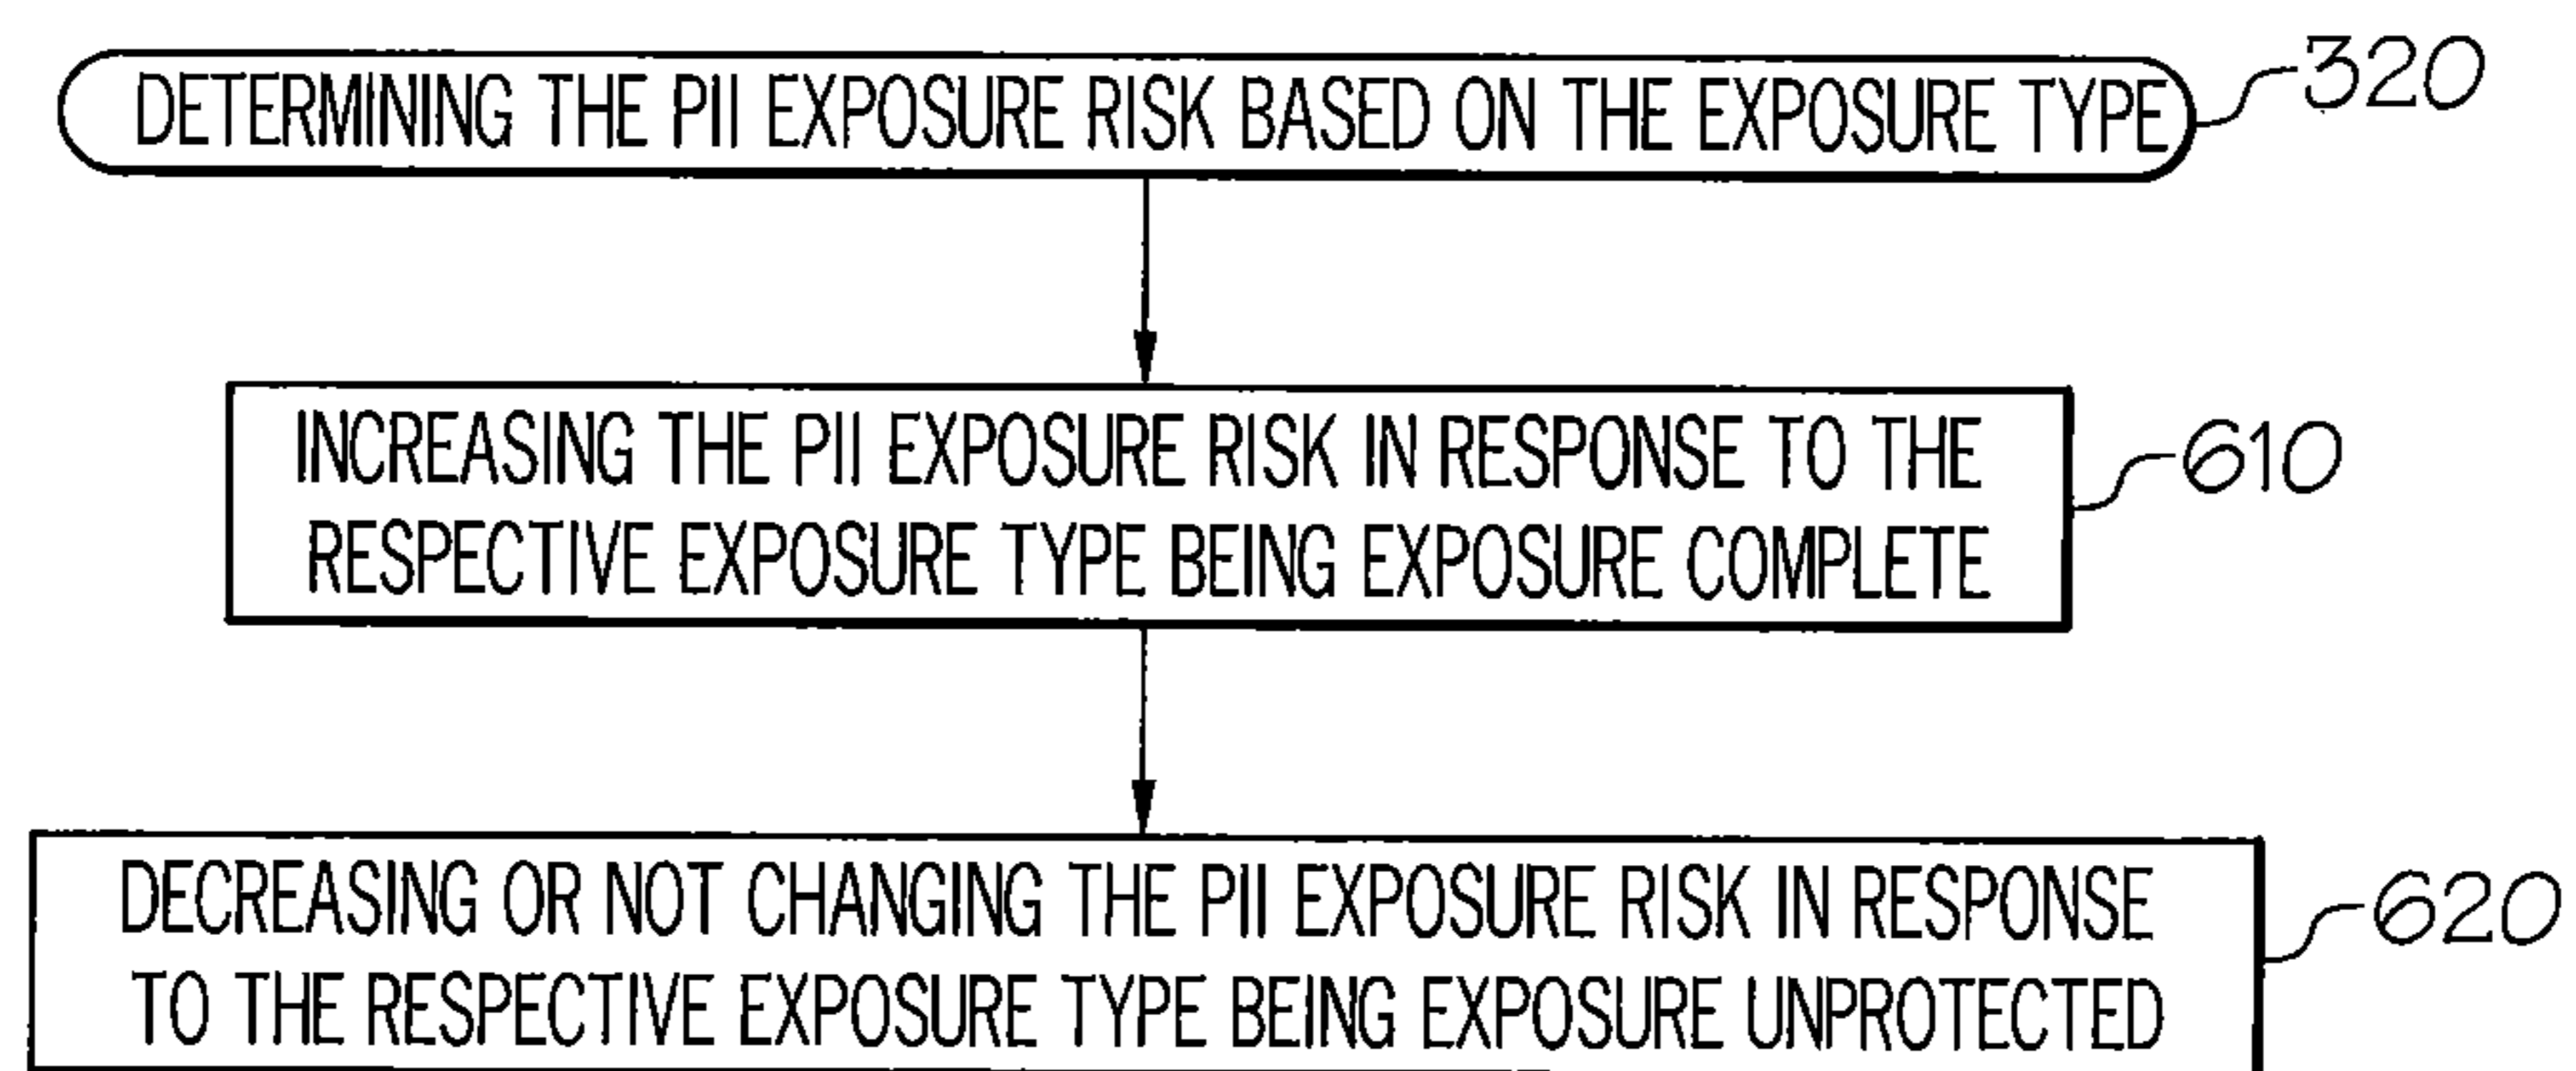 DETERMINING THE PII EXPOSURE RISK BASED ON THE EXPOSURE TYPE
320
INCREASING THE PII EXPOSURE RISK IN RESPONSE TO THE
RESPECTIVE EXPOSURE TYPE BEING EXPOSURE COMPLETE
610
DECREASING OR NOT CHANGING THE PII EXPOSURE RISK IN RESPONSE
TO THE RESPECTIVE EXPOSURE TYPE BEING EXPOSURE UNPROTECTED
620